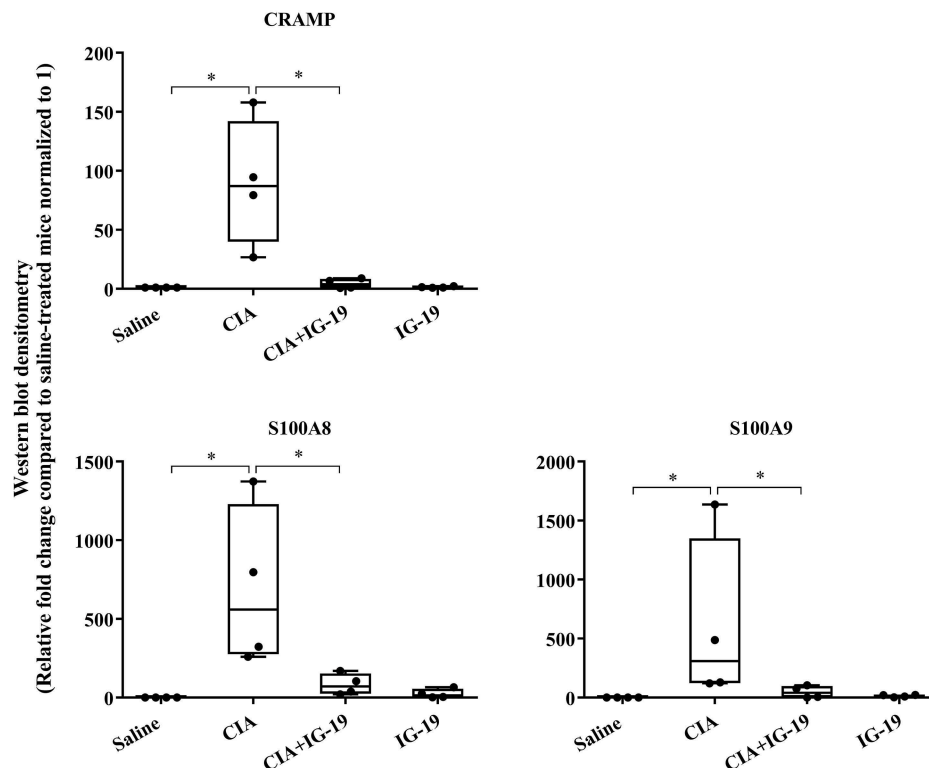 CRAMP
Western blot densitometry
(Relative fold change compared to saline-treated mice normalized to 1)
200
150
100
50
0
*
*
Saline
CIA
CIA+IG-19
IG-19
S100A8
1500
1000
500
0
*
*
Saline
CIA
CIA+IG-19
IG-19
S100A9
2000
1500
1000
500
0
*
*
Saline
CIA
CIA+IG-19
IG-19